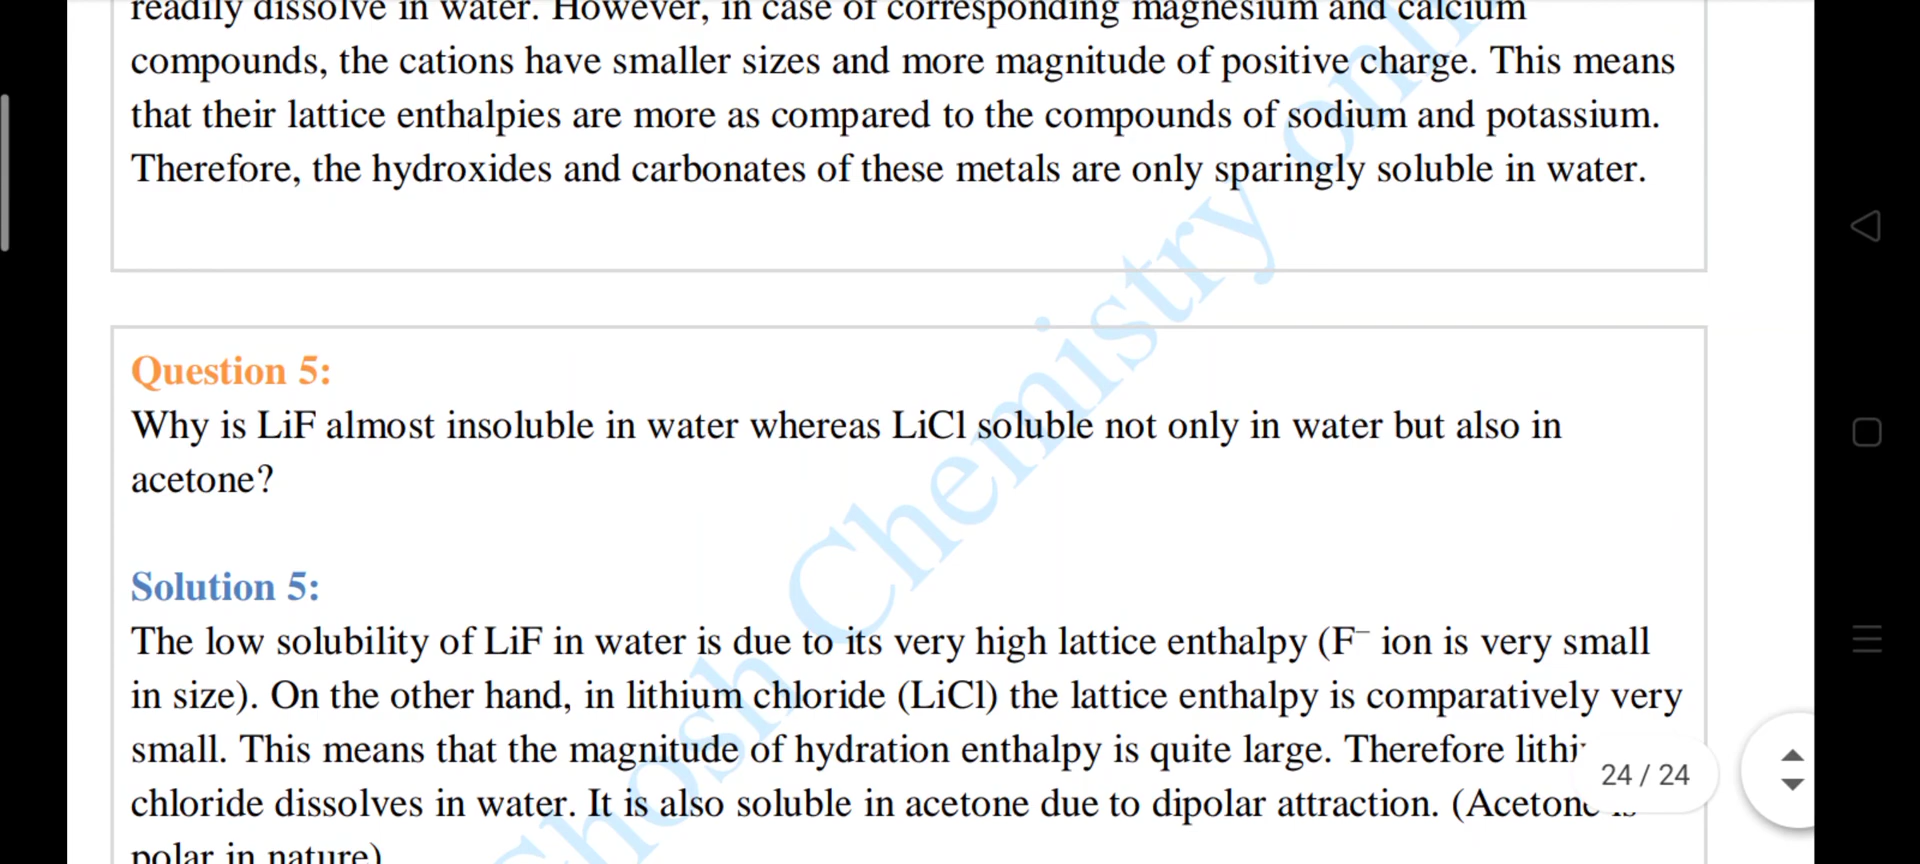 readily dissolve in water. However, in case of corresponding magnesium and calcium
compounds, the cations have smaller sizes and more magnitude of positive charge. This means
that their lattice enthalpies are more as compared to the compounds of sodium and potassium.
Therefore, the hydroxides and carbonates of these metals are only sparingly soluble in water.
Question 5:
Why is LiF almost insoluble in water whereas LiCl soluble not only in water but also in
acetone?
Solution 5:
The low solubility of LiF in water is due to its very high lattice enthalpy (F⁻ ion is very small
in size). On the other hand, in lithium chloride (LiCl) the lattice enthalpy is comparatively very
small. This means that the magnitude of hydration enthalpy is quite large. Therefore
chloride dissolves in water. It is also soluble in acetone due to dipolar attraction. (Acetone is
polar in nature)
24 / 24
Chemistry